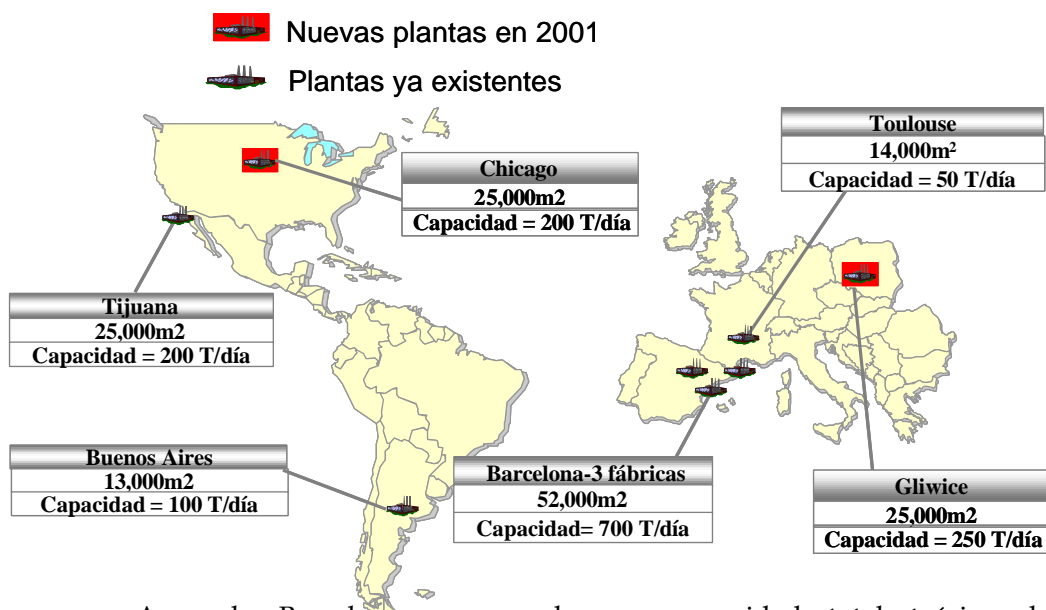 Nuevas plantas en 2001
Plantas ya existentes
Toulouse
14,000m²
Capacidad = 50 T/día
Chicago
25,000m2
Capacidad = 200 T/día
Tijuana
25,000m2
Capacidad = 200 T/día
Buenos Aires
13,000m2
Capacidad = 100 T/día
Barcelona-3 fábricas
52,000m2
Capacidad= 700 T/día
Gliwice
25,000m2
Capacidad = 250 T/día